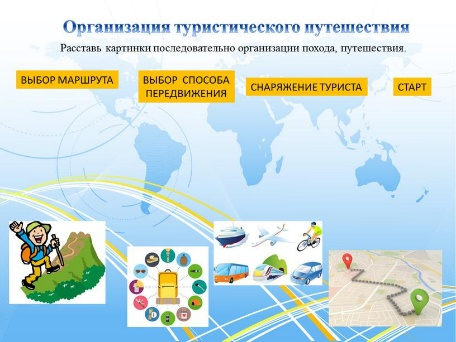 Организация туристического путешествия
Расставь картинки последовательно организации похода, путешествия.
ВЫБОР МАРШРУТА
ВЫБОР СПОСОБА
ПЕРЕДВИЖЕНИЯ
СНАРЯЖЕНИЕ ТУРИСТА
СТАРТ